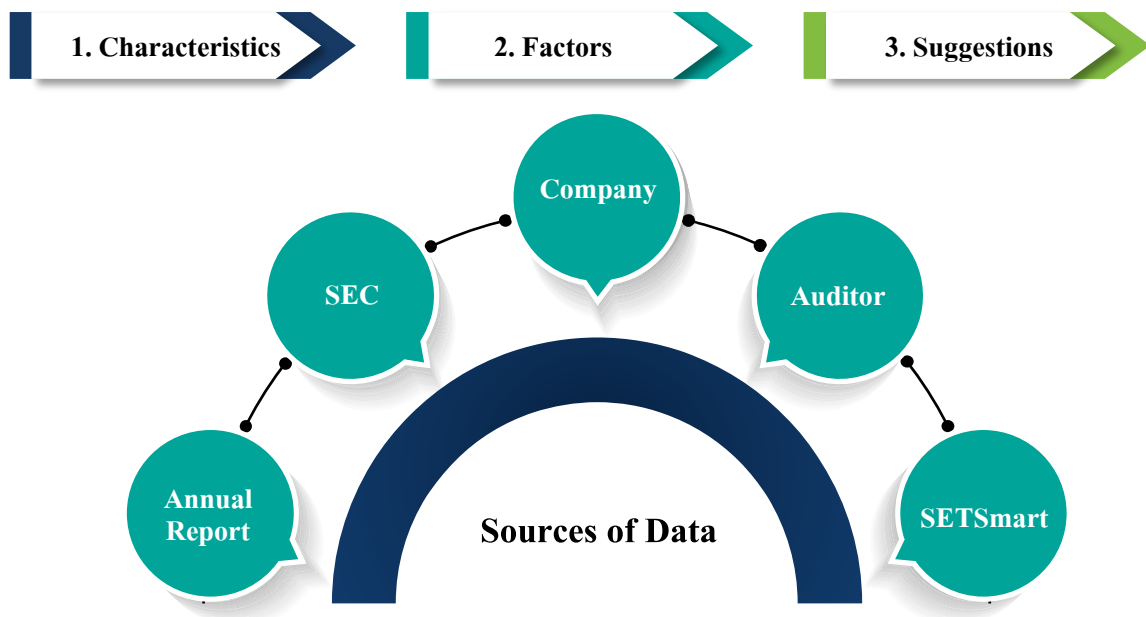 1. Characteristics
2. Factors
3. Suggestions
Company
SEC
Auditor
Annual
Report
SETSmart
Sources of Data